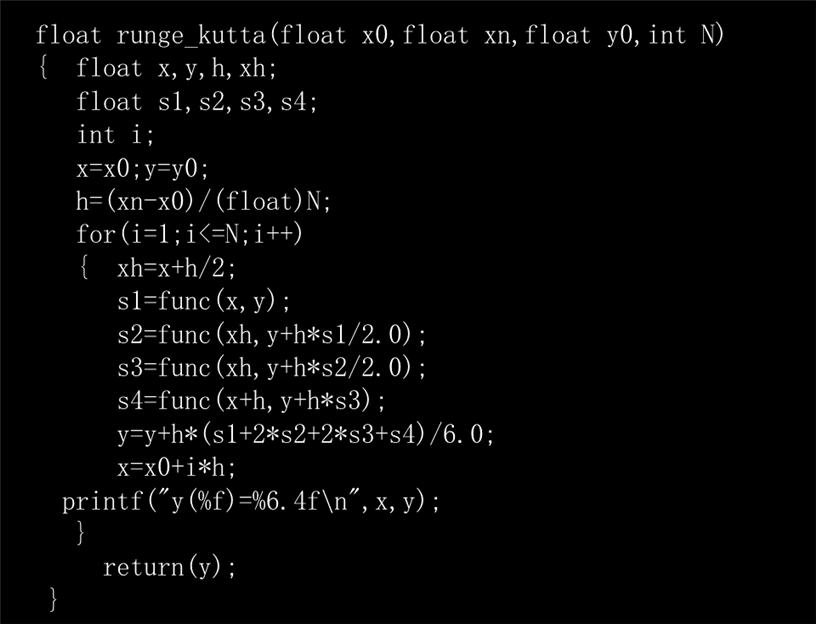 float runge_kutta(float x0,float xn,float y0,int N)
{  float x,y,h,xh;
   float s1,s2,s3,s4;
   int i;
   x=x0;y=y0;
   h=(xn-x0)/(float)N;
   for(i=1;i<=N;i++)
   {  xh=x+h/2;
      s1=func(x,y);
      s2=func(xh,y+h*s1/2.0);
      s3=func(xh,y+h*s2/2.0);
      s4=func(x+h,y+h*s3);
      y=y+h*(s1+2*s2+2*s3+s4)/6.0;
      x=x0+i*h;
  printf("y(%f)=%6.4f\n",x,y);
   }
     return(y);
 }